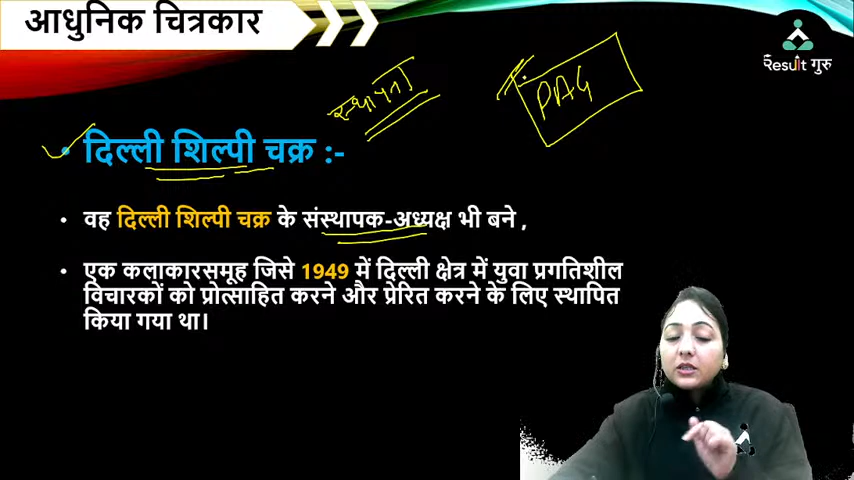 आधुनिक चित्रकार
Result गुरु
स्थापना
PAG
दिल्ली शिल्पी चक्र :-
• वह दिल्ली शिल्पी चक्र के संस्थापक-अध्यक्ष भी बने ,
• एक कलाकारसमूह जिसे 1949 में दिल्ली क्षेत्र में युवा प्रगतिशील
विचारकों को प्रोत्साहित करने और प्रेरित करने के लिए स्थापित
किया गया था।